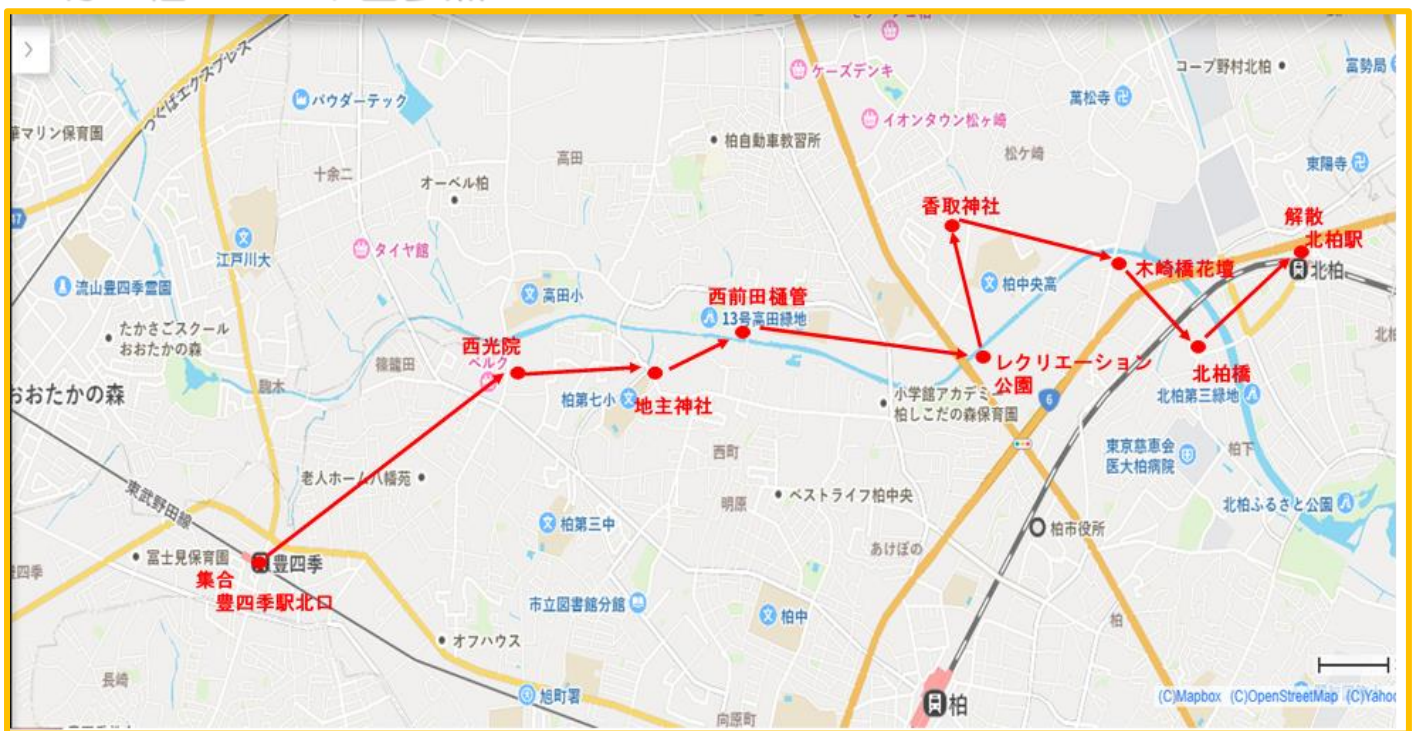 ケーズデンキ
コープ野村北柏
富勢局
つくばエクスプレス
パウダーテック
萬松寺
イオンタウン松ヶ崎
華マリン保育園
柏自動車教習所
高田
松ケ崎
東陽寺
十余二
オーベル柏
香取神社
解散
北柏駅
北柏
江戸川大
タイヤ館
木崎橋花壇
流山豊四季霊園
高田小
柏中央高
西前田樋管
13号高田緑地
たかさごスクール
おおたかの森
西光院
ベルク
篠籠田
駒木
レクリエーション
公園
北柏橋
おおたかの森
柏第七小
地主神社
小学館アカデミー
柏しこだの森保育園
6
北柏第三緑地
西町
東京慈恵会
医大柏病院
柏下
老人ホーム八幡苑
東武野田線
明原
ベストライフ柏中央
北柏ふるさと公園
柏第三中
柏市役所
あけぼの
冨士見保育園
豊四季
集合
豊四季駅北口
市立図書館分館
柏中
柏
オフハウス
長崎
旭町署
向原町
柏
(C)Mapbox (C)OpenStreetMap (C)Yahoo